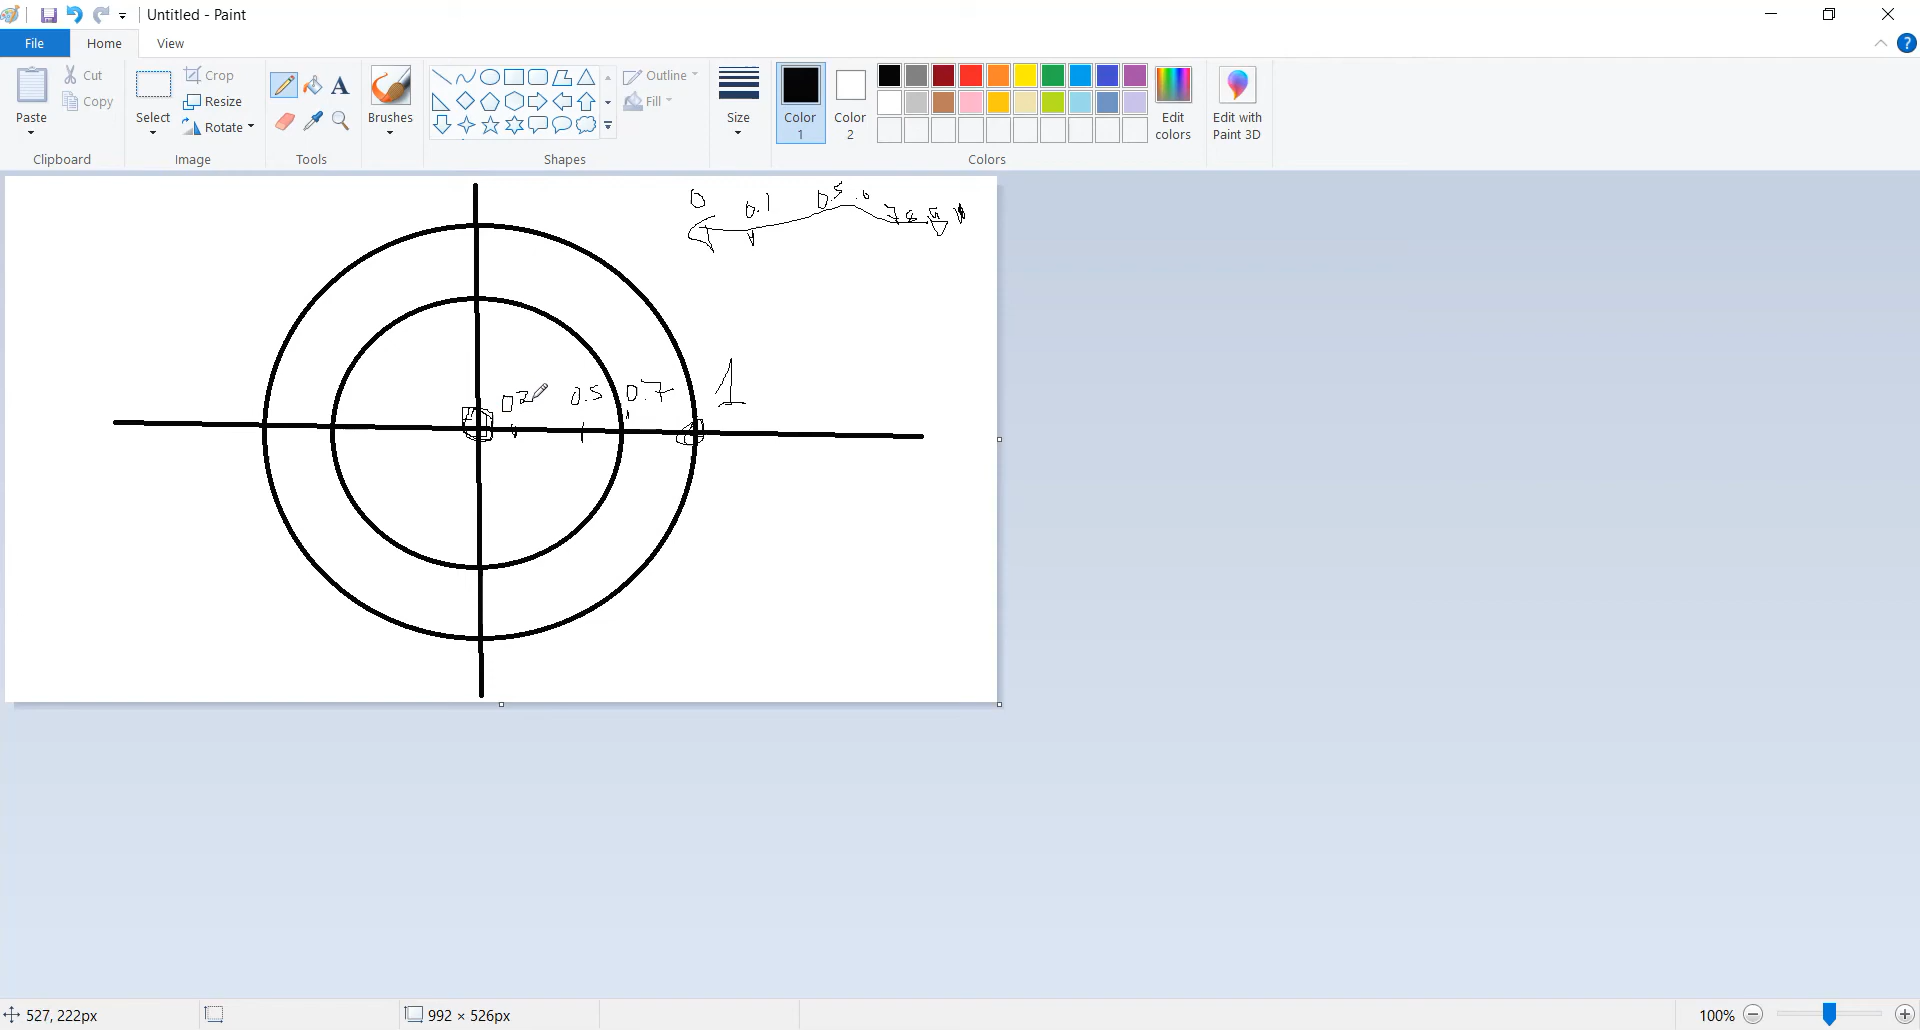 Untitled - Paint
File Home View
Paste
Cut
Copy
Clipboard
Select
Crop
Resize
Rotate
Image
Tools
Brushes
Shapes
Outline
Fill
Size
Color 1
Color 2
Colors
Edit colors
Edit with Paint 3D
0 0.1 0.5
0.5 0.7 1
527, 222px
992 × 526px
100%